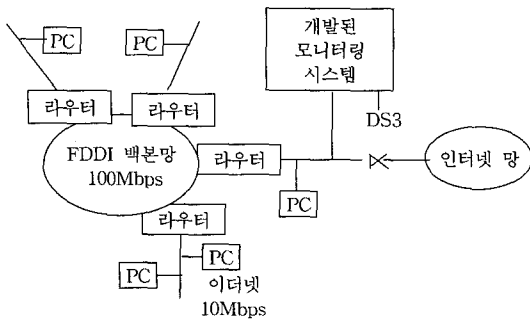 PC
PC
개발된
모니터링
시스템
라우터
라우터
DS3
FDDI 백본망
100Mbps
라우터
인터넷 망
PC
라우터
PC
PC
이더넷
10Mbps